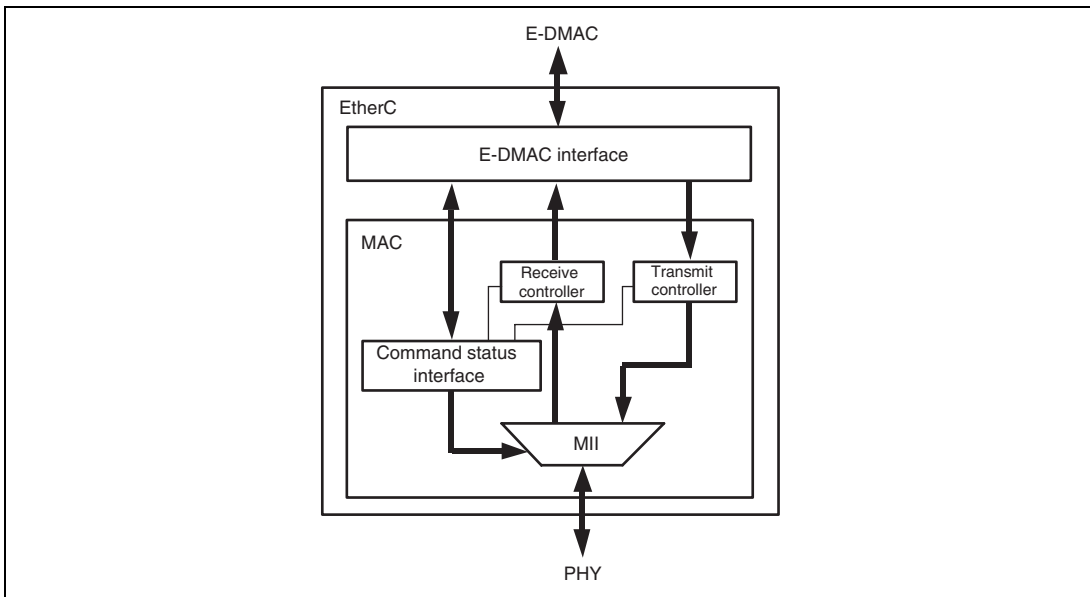 E-DMAC
EtherC
E-DMAC interface
MAC
Receive
controller
Transmit
controller
Command status
interface
MII
PHY